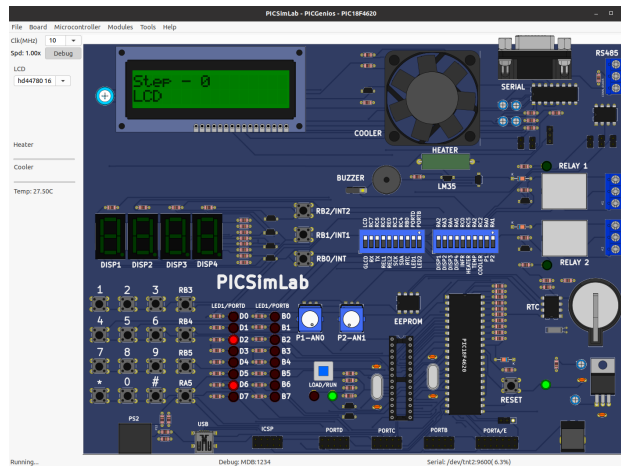 PICSimLab - PICGenios - PIC18F4620
File Board Microcontroller Modules Tools Help
Clk(MHz) 10
Spd: 1.00x Debug
LCD
hd44780 16
Heater
Cooler
Temp: 27.50C
Step - 0
LCD
COOLER
SERIAL
RS485
HEATER
BUZZER
LM35
RELAY 1
RELAY 2
RB2/INT2
RB1/INT1
RB0/INT
DISP1 DISP2 DISP3 DISP4
PICSimLab
1 2 3 RB3
4 5 6 RB4
7 8 9 RB5
* 0 # RA5
LED1/PORTD LED1/PORTB
D0 B0
D1 B1
D2 B2
D3 B3
D4 B4
D5 B5
D6 B6
D7 B7
P1-AN0 P2-AN1
EEPROM
LOAD/RUN
PIC18F4620
RTC
RESET
PS2
USB
ICSP
PORTD
PORTC
PORTB
PORTA/E
Running... Debug: MDB:1234 Serial: /dev/tnt2:9600( 6.3%)